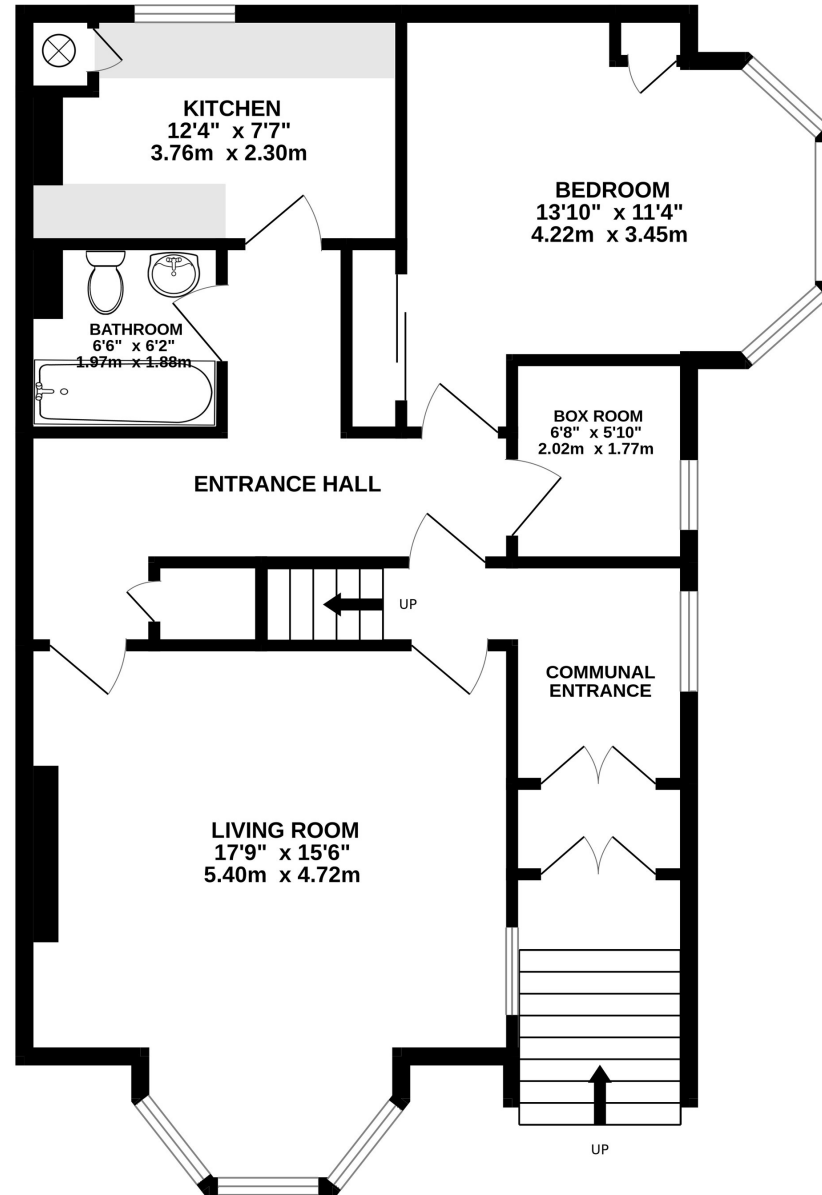 KITCHEN
12'4" x 7'7"
3.76m x 2.30m
BEDROOM
13'10" x 11'4"
4.22m x 3.45m
BATHROOM
6'6" x 6'2"
1.97m x 1.88m
BOX ROOM
6'8" x 5'10"
2.02m x 1.77m
ENTRANCE HALL
UP
COMMUNAL
ENTRANCE
LIVING ROOM
17'9" x 15'6"
5.40m x 4.72m
UP